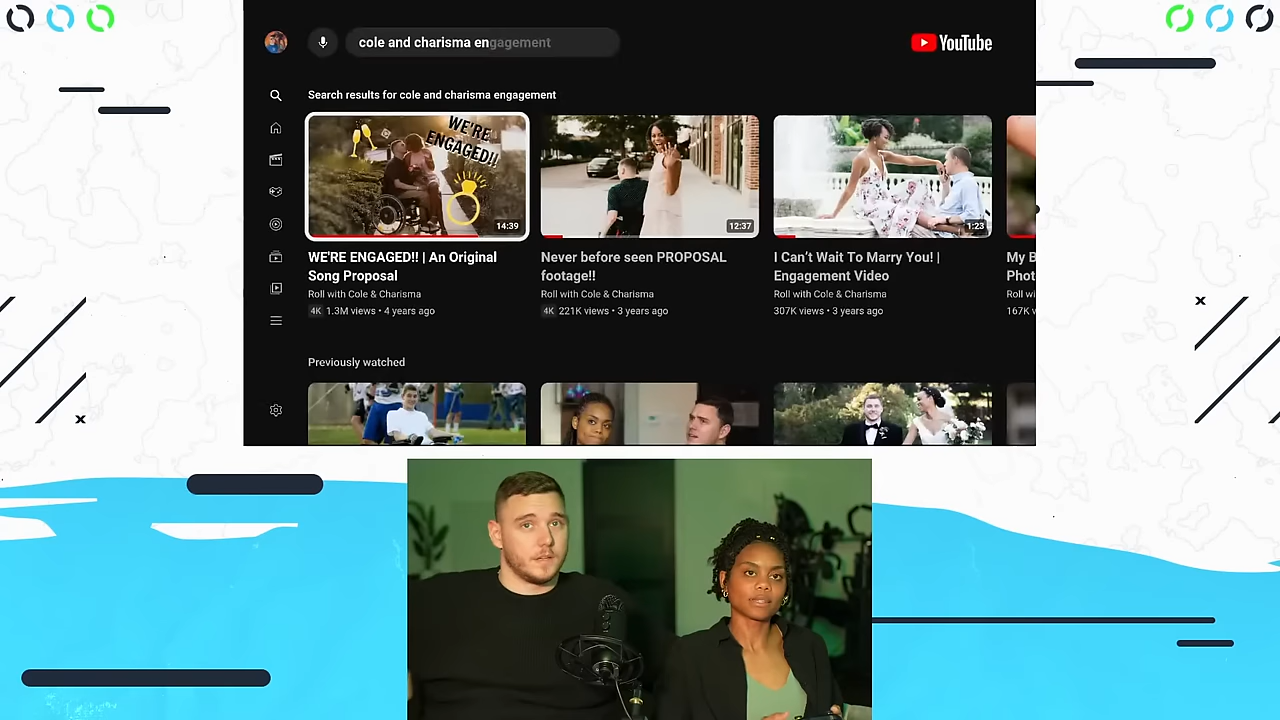 cole and charisma engagement
YouTube
Search results for cole and charisma engagement
WE'RE
ENGAGED!!
14:39
12:37
1:23
WE'RE ENGAGED!! | An Original
Song Proposal
Roll with Cole & Charisma
4K 1.3M views • 4 years ago
Never before seen PROPOSAL
footage!!
Roll with Cole & Charisma
4K 221K views • 3 years ago
I Can't Wait To Marry You! |
Engagement Video
Roll with Cole & Charisma
307K views • 3 years ago
My B
Phot
Roll wi
167K v
Previously watched